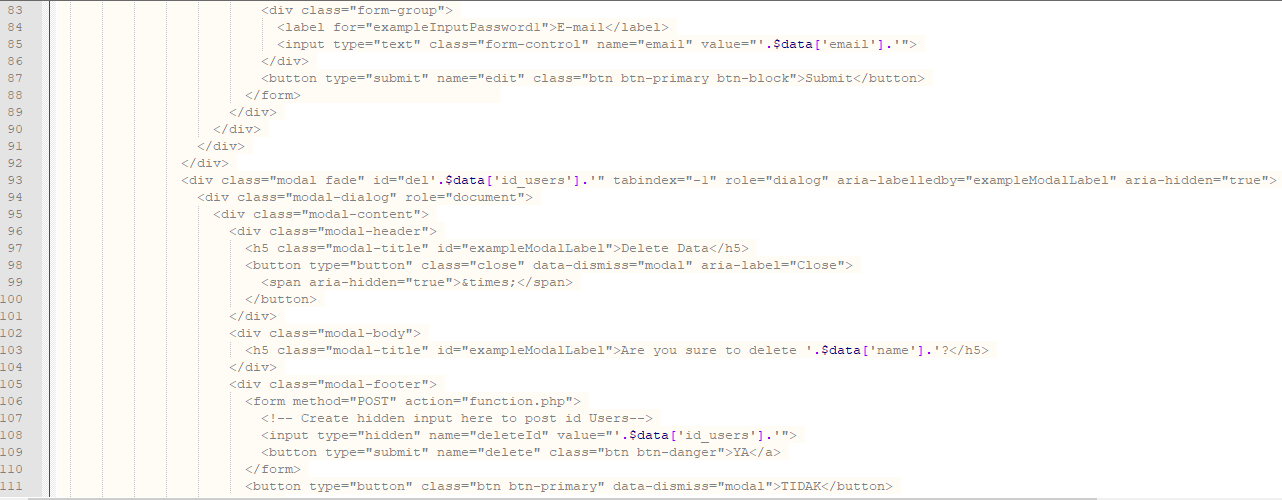 83 <div class="form-group">
84 <label for="exampleInputPassword1">E-mail</label>
85 <input type="text" class="form-control" name="email" value="'.$data['email'].'">
86 </div>
87 <button type="submit" name="edit" class="btn btn-primary btn-block">Submit</button>
88 </form>
89 </div>
90 </div>
91 </div>
92 </div>
93 <div class="modal fade" id="del'.$data['id_users'].'" tabindex="-1" role="dialog" aria-labelledby="exampleModalLabel" aria-hidden="true">
94 <div class="modal-dialog" role="document">
95 <div class="modal-content">
96 <div class="modal-header">
97 <h5 class="modal-title" id="exampleModalLabel">Delete Data</h5>
98 <button type="button" class="close" data-dismiss="modal" aria-label="Close">
99 <span aria-hidden="true">&times;</span>
100 </button>
101 </div>
102 <div class="modal-body">
103 <h5 class="modal-title" id="exampleModalLabel">Are you sure to delete '.$data['name'].'?</h5>
104 </div>
105 <div class="modal-footer">
106 <form method="POST" action="function.php">
107 <!-- Create hidden input here to post id Users-->
108 <input type="hidden" name="deleteId" value="'.$data['id_users'].'">
109 <button type="submit" name="delete" class="btn btn-danger">YA</a>
110 </form>
111 <button type="button" class="btn btn-primary" data-dismiss="modal">TIDAK</button>